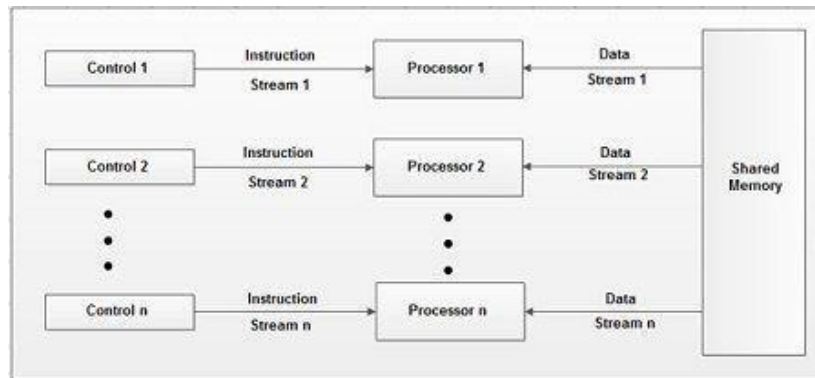 Control 1
Instruction
Stream 1
Processor 1
Data
Stream 1
Control 2
Instruction
Stream 2
Processor 2
Data
Stream 2
Shared
Memory
Control n
Instruction
Stream n
Processor n
Data
Stream n